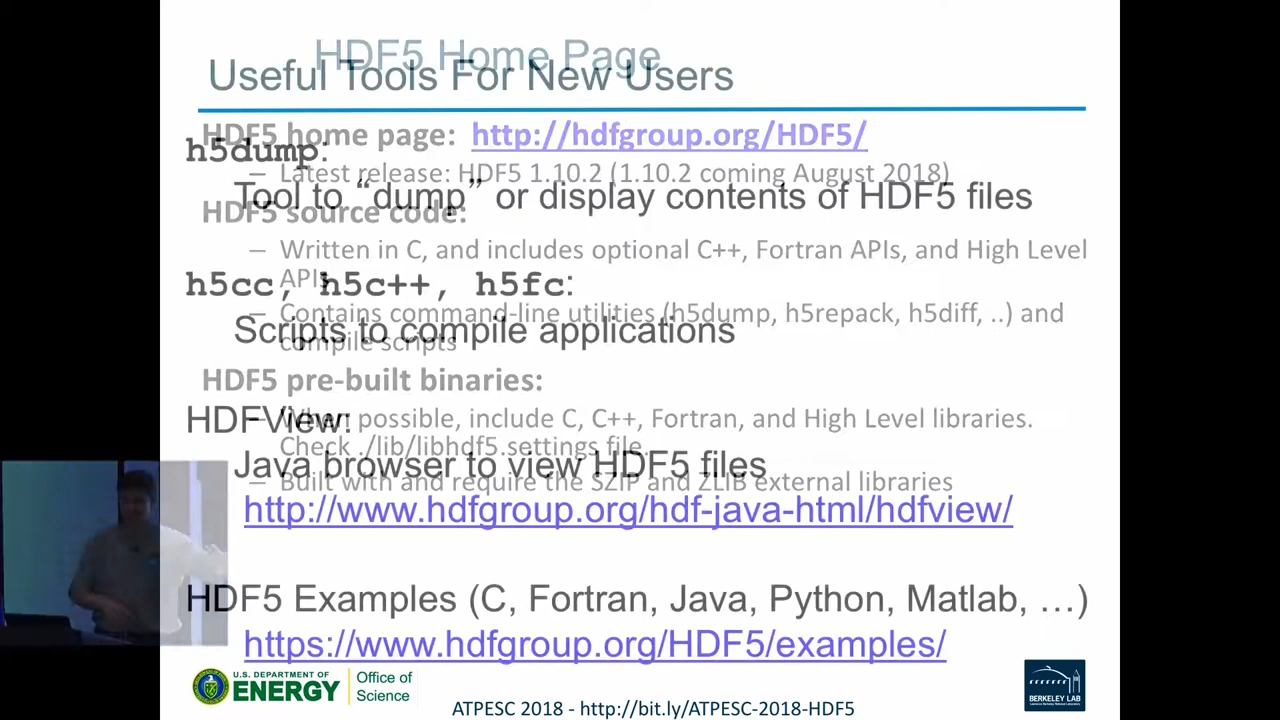 HDF5 Home Page
Useful Tools For New Users
HDF5 home page: http://hdfgroup.org/HDF5/
h5dump:
– Latest release: HDF5 1.10.2 (1.10.2 coming August 2018)
Tool to “dump” or display contents of HDF5 files
HDF5 source code:
– Written in C, and includes optional C++, Fortran APIs, and High Level
APIs
h5cc, h5c++, h5fc:
– Contains command-line utilities (h5dump, h5repack, h5diff, ..) and
Scripts to compile applications
compile scripts
HDF5 pre-built binaries:
– When possible, include C, C++, Fortran, and High Level libraries.
HDFView:
Check ./lib/libhdf5.settings file.
Java browser to view HDF5 files
– Built with and require the SZIP and ZLIB external libraries
http://www.hdfgroup.org/hdf-java-html/hdfview/
HDF5 Examples (C, Fortran, Java, Python, Matlab, …)
https://www.hdfgroup.org/HDF5/examples/
U.S. DEPARTMENT OF
ENERGY
Office of
Science
ATPESC 2018 - http://bit.ly/ATPESC-2018-HDF5
BERKELEY LAB